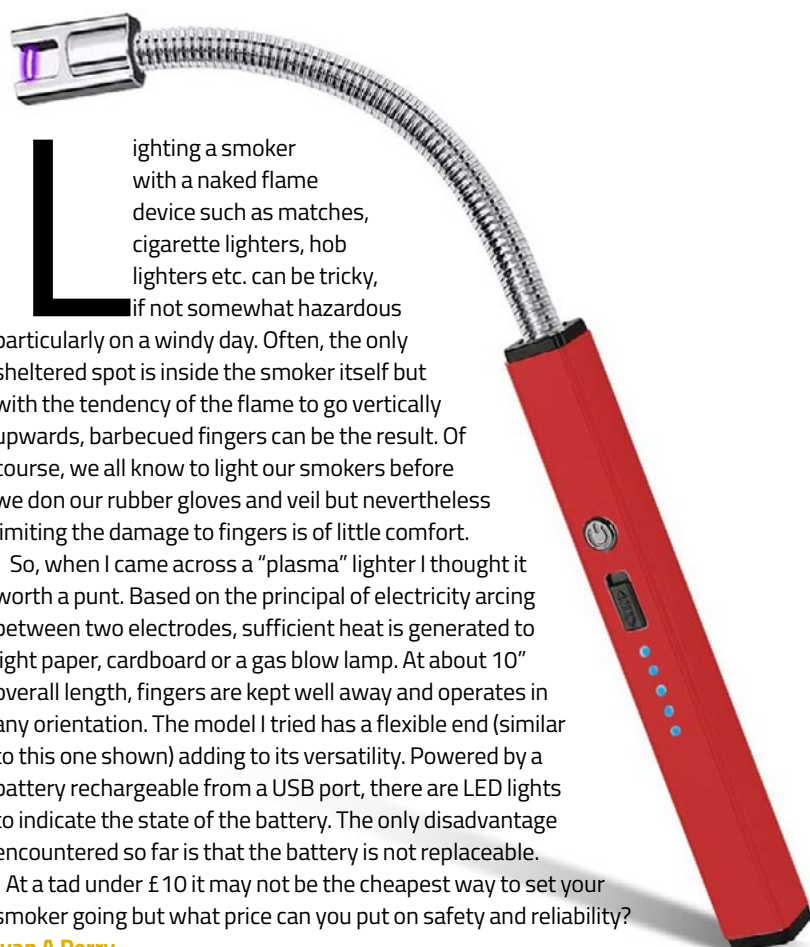 Lighting a smoker
with a naked flame
device such as matches,
cigarette lighters, hob
lighters etc. can be tricky,
if not somewhat hazardous
particularly on a windy day. Often, the only
sheltered spot is inside the smoker itself but
with the tendency of the flame to go vertically
upwards, barbecued fingers can be the result. Of
course, we all know to light our smokers before
we don our rubber gloves and veil but nevertheless
limiting the damage to fingers is of little comfort.
So, when I came across a “plasma” lighter I thought it
worth a punt. Based on the principal of electricity arcing
between two electrodes, sufficient heat is generated to
light paper, cardboard or a gas blow lamp. At about 10”
overall length, fingers are kept well away and operates in
any orientation. The model I tried has a flexible end (similar
to this one shown) adding to its versatility. Powered by a
battery rechargeable from a USB port, there are LED lights
to indicate the state of the battery. The only disadvantage
encountered so far is that the battery is not replaceable.
At a tad under £10 it may not be the cheapest way to set your
smoker going but what price can you put on safety and reliability?
A Perry